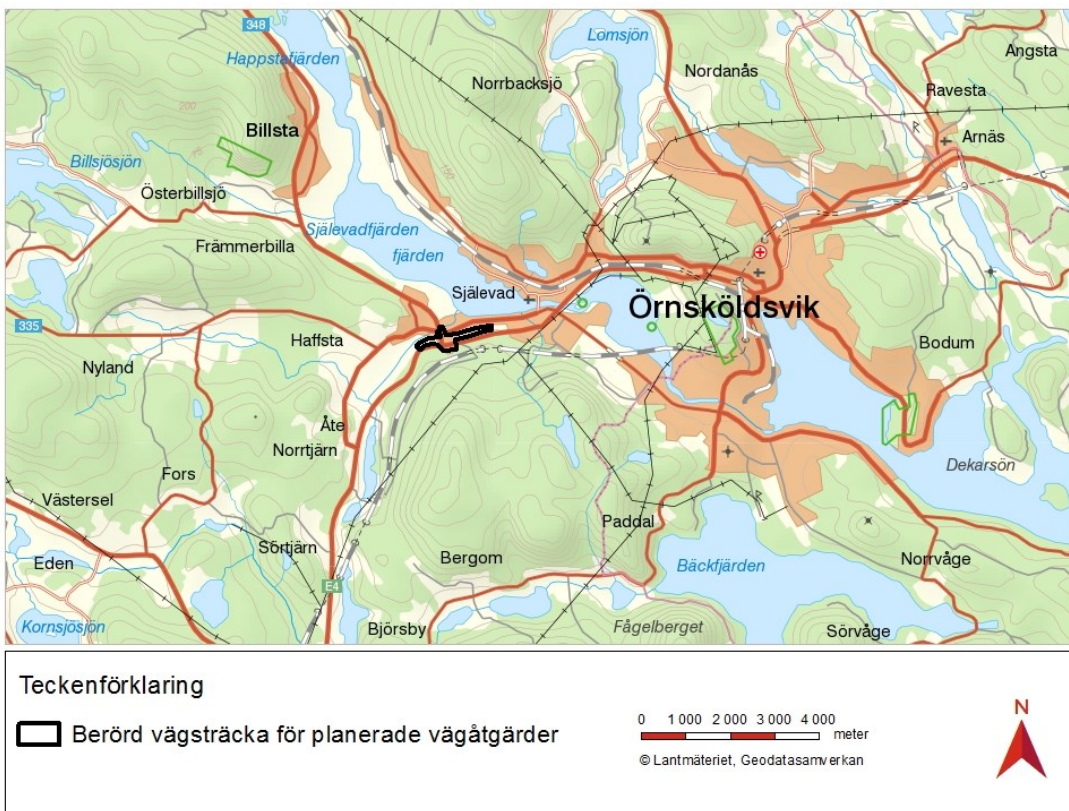 348
Happstafjärden
Lomsjön
Angsta
Norrbacksjö
Nordanås
Ravesta
Billsta
Arnäs
Billsjösjön
Österbillsjö
Själevadfjärden
Främmerbilla
fjärden
Själevad
Örnsköldsvik
335
Haffsta
Bodum
Nyland
Åte
Norrtjärn
Dekarsön
Fors
Västersel
Paddal
Sörtjärn
Bergom
Norrvåge
Eden
Bäckfjärden
E4
Kornsjösjön
Björsby
Fågelberget
Sörvåge
Teckenförklaring
Berörd vägsträcka för planerade vägåtgärder
N
0 1 000 2 000 3 000 4 000
meter
© Lantmäteriet, Geodatasamverkan